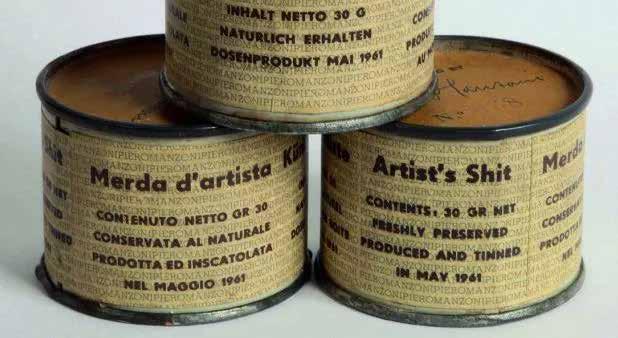 INHALT NETTO 30 G
NATURLICH ERHALTEN
DOSENPRODUKT MAI 1961
Merda d'artista
CONTENUTO NETTO GR 30
CONSERVATA AL NATURALE
PRODOTTA ED INSCATOLATA
NEL MAGGIO 1961
Artist's Shit
CONTENTS, 30 GR NET
FRESHLY PRESERVED
PRODUCED AND TINNED
IN MAY 1961
Merda
PIEROMANZONIPIEROMANZONI